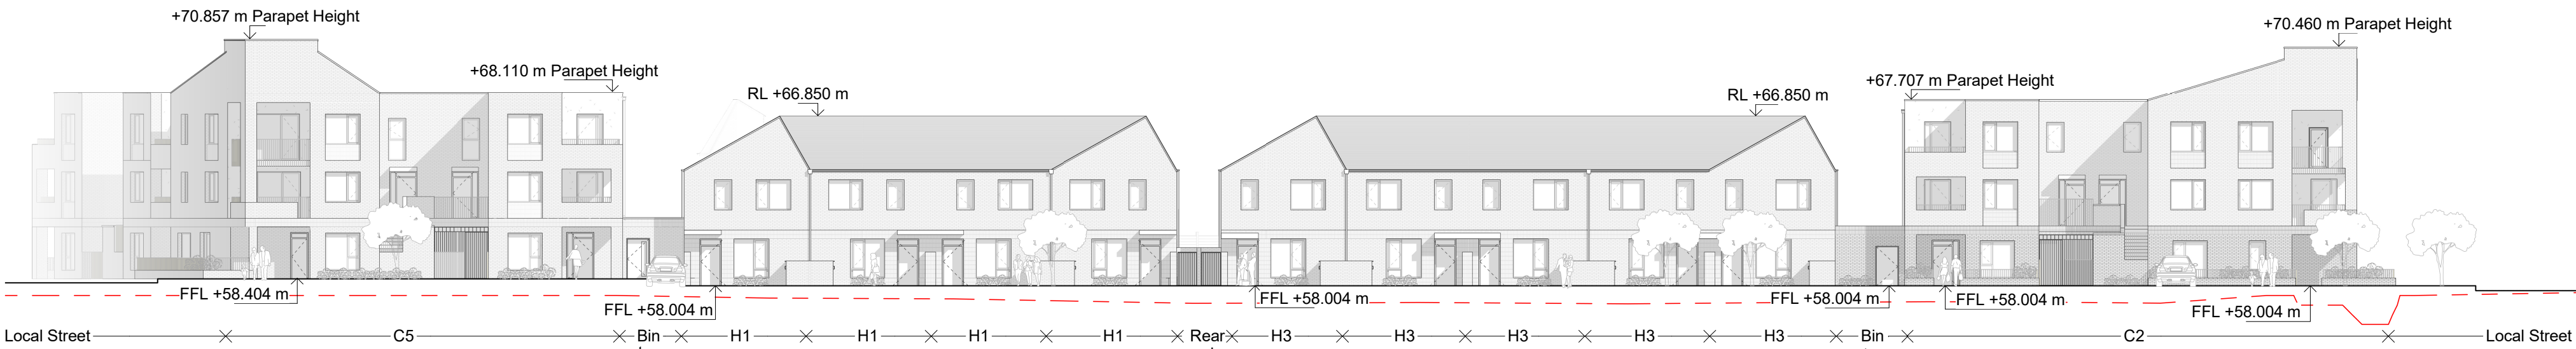 +70.857 m Parapet Height
+70.460 m Parapet Height
+68.110 m Parapet Height
+67.707 m Parapet Height
RL +66.850 m
RL +66.850 m
FFL +58.404 m
FFL +58.004 m
FFL +58.004 m
FFL +58.004 m
FFL +58.004 m
FFL +58.004 m
Local Street C5 Bin H1 H1 H1 H1 Rear H3 H3 H3 H3 H3 Bin C2 Local Street